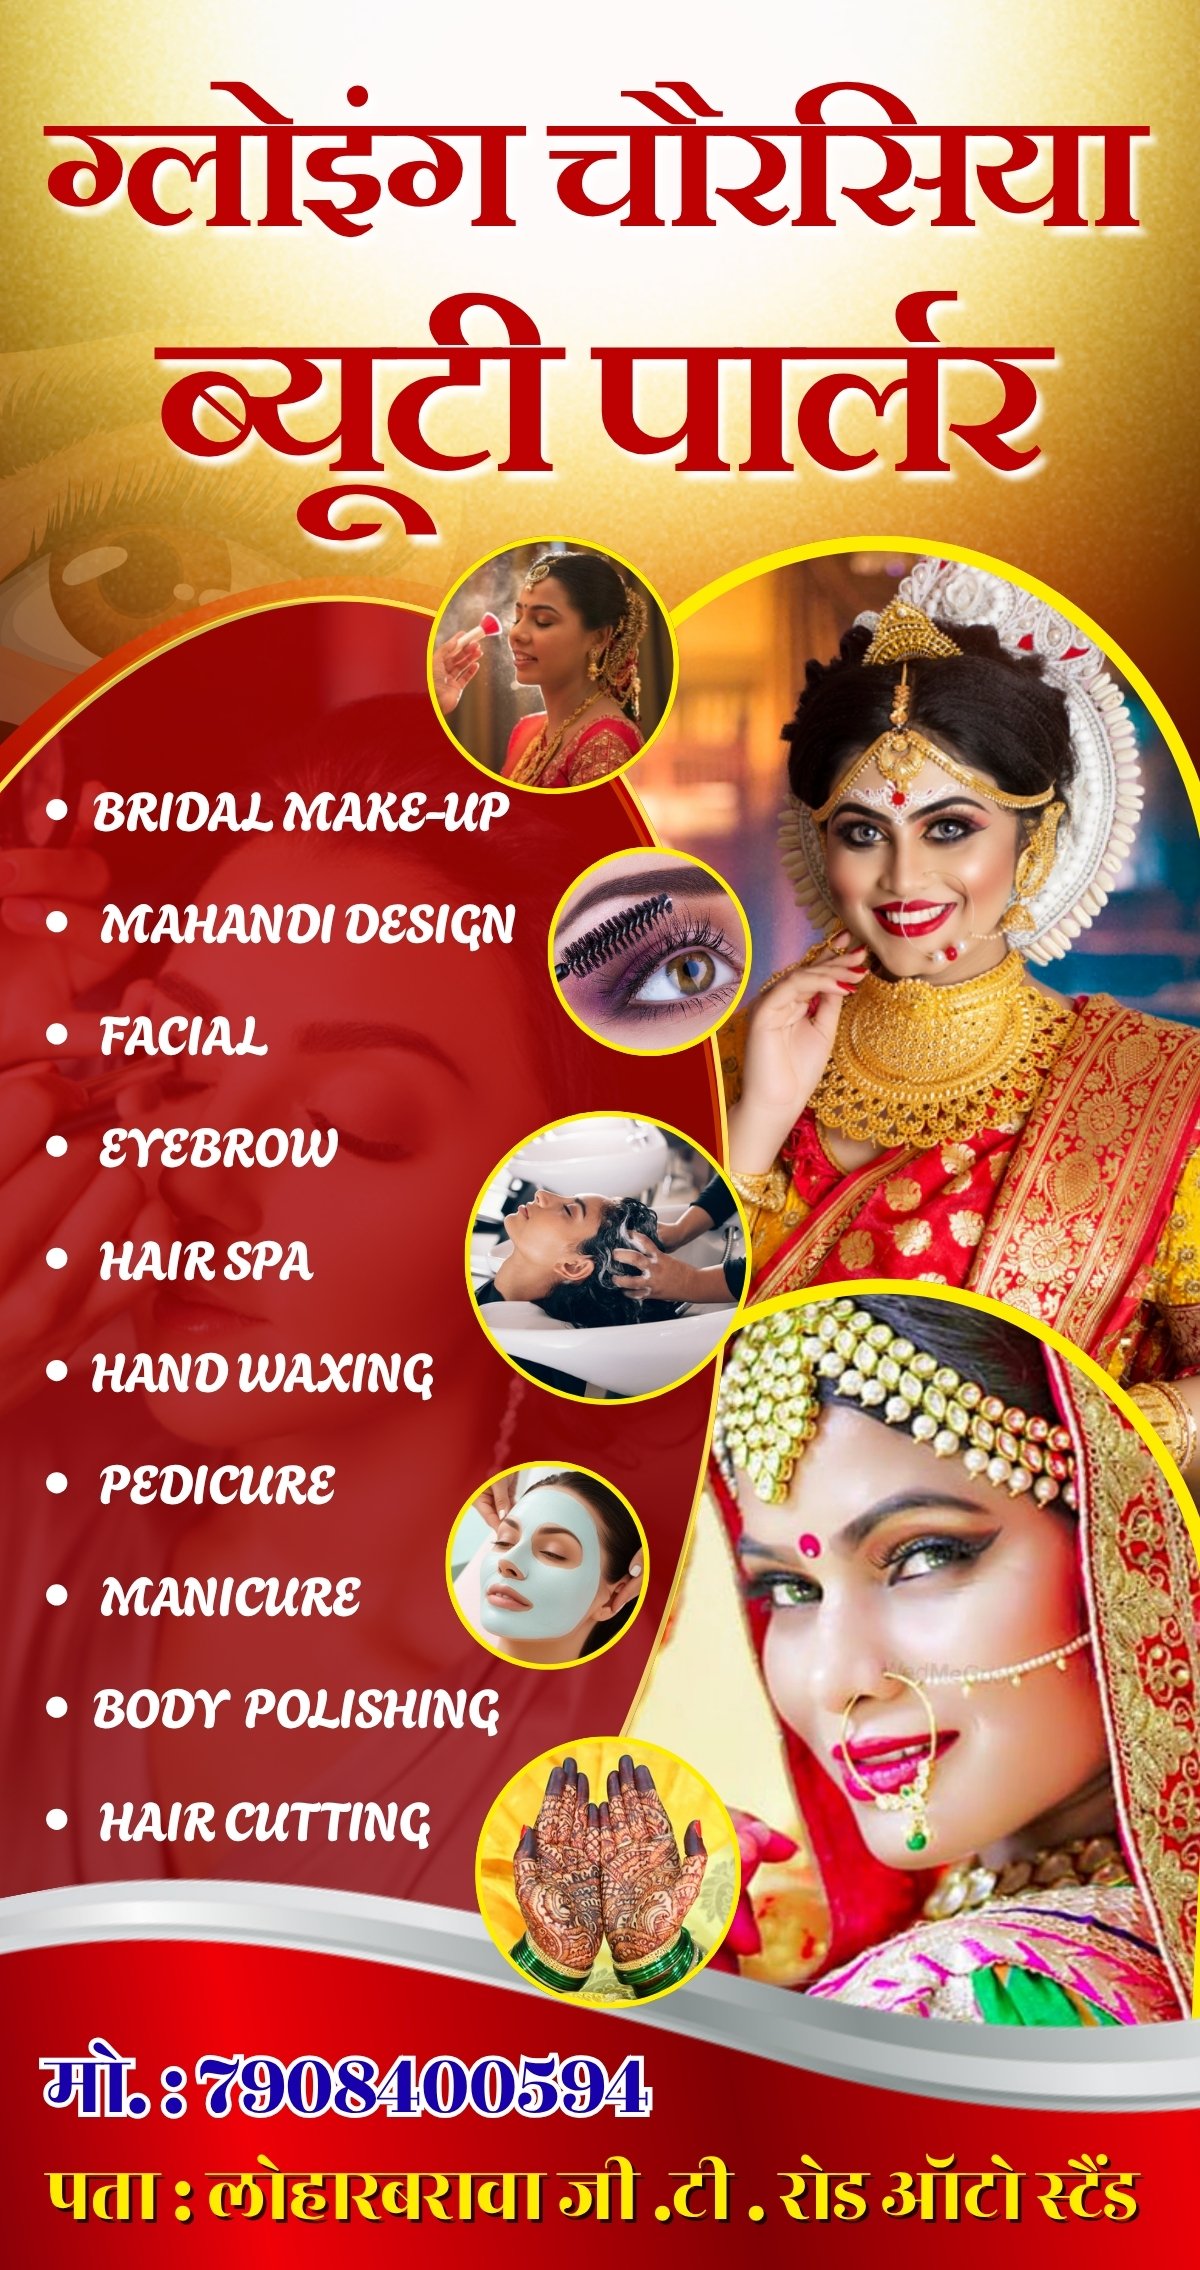 ग्लोइंग चौरसिया
ब्यूटी पार्लर
• BRIDAL MAKE-UP
• MAHANDI DESIGN
• FACIAL
• EYEBROW
• HAIR SPA
• HAND WAXING
• PEDICURE
• MANICURE
• BODY POLISHING
• HAIR CUTTING
मो. : 7908400594
पता : लोहारबरावा जी .टी . रोड ऑटो स्टैंड